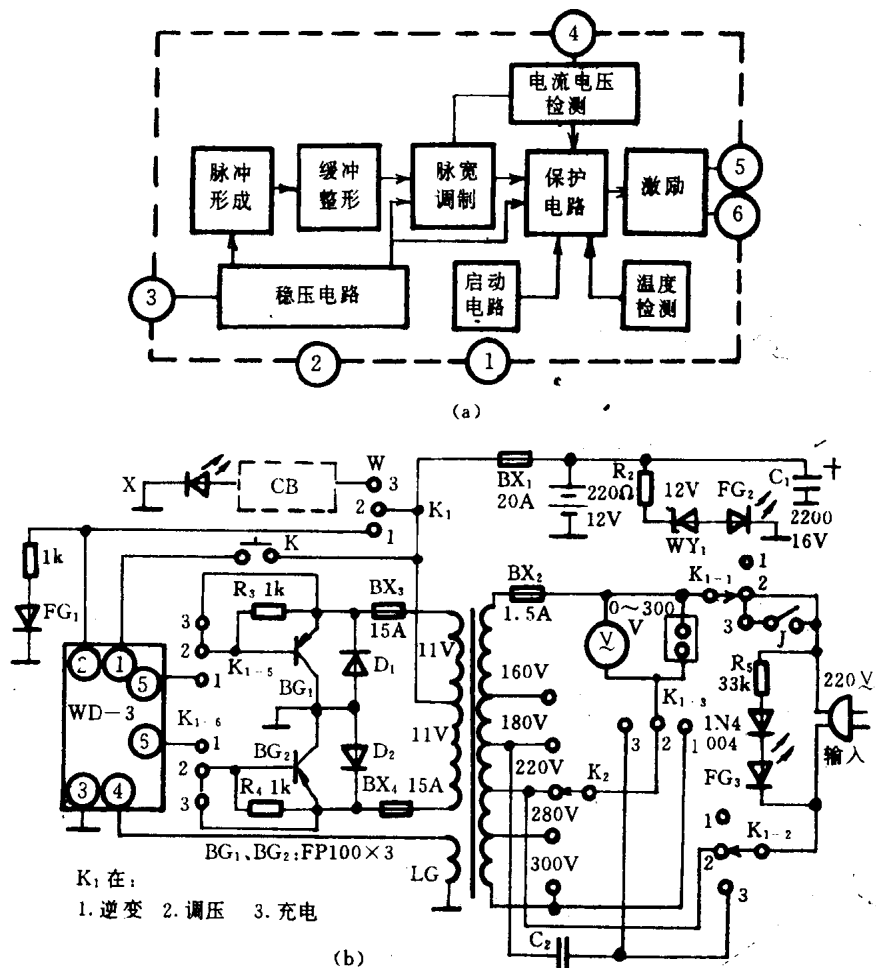 4
电流电压
检测
脉冲
形成
缓冲
整形
脉宽
调制
保护
电路
激励
5
6
3
稳压电路
启动
电路
温度
检测
2
1
(a)
X
CB
W
3
2
1
K₁
BX₁
20A
220Ω
12V
R₂
12V
WY₁
FG₂
C₁
+
2200
16V
1k
FG₁
K
R₃ 1k
BX₃
15A
3
2
1
K₁₋₅
BG₁
D₁
11V
BX₂
1.5A
V
0~300
V
K₁₋₁
1
2
3
J
R₅
33k
220V
1N4
004
FG₃
输入
2
1
5
WD-3
6
3
4
K₁₋₆
1
2
3
BG₂
D₂
R₄ 1k
BX₄
15A
11V
160V
180V
220V
280V
300V
K₂
K₁₋₃
3
2
1
1
2
3
K₁₋₂
BG₁、BG₂:FP100×3
LG
C₂
K₁在:
1.逆变 2.调压 3.充电
(b)